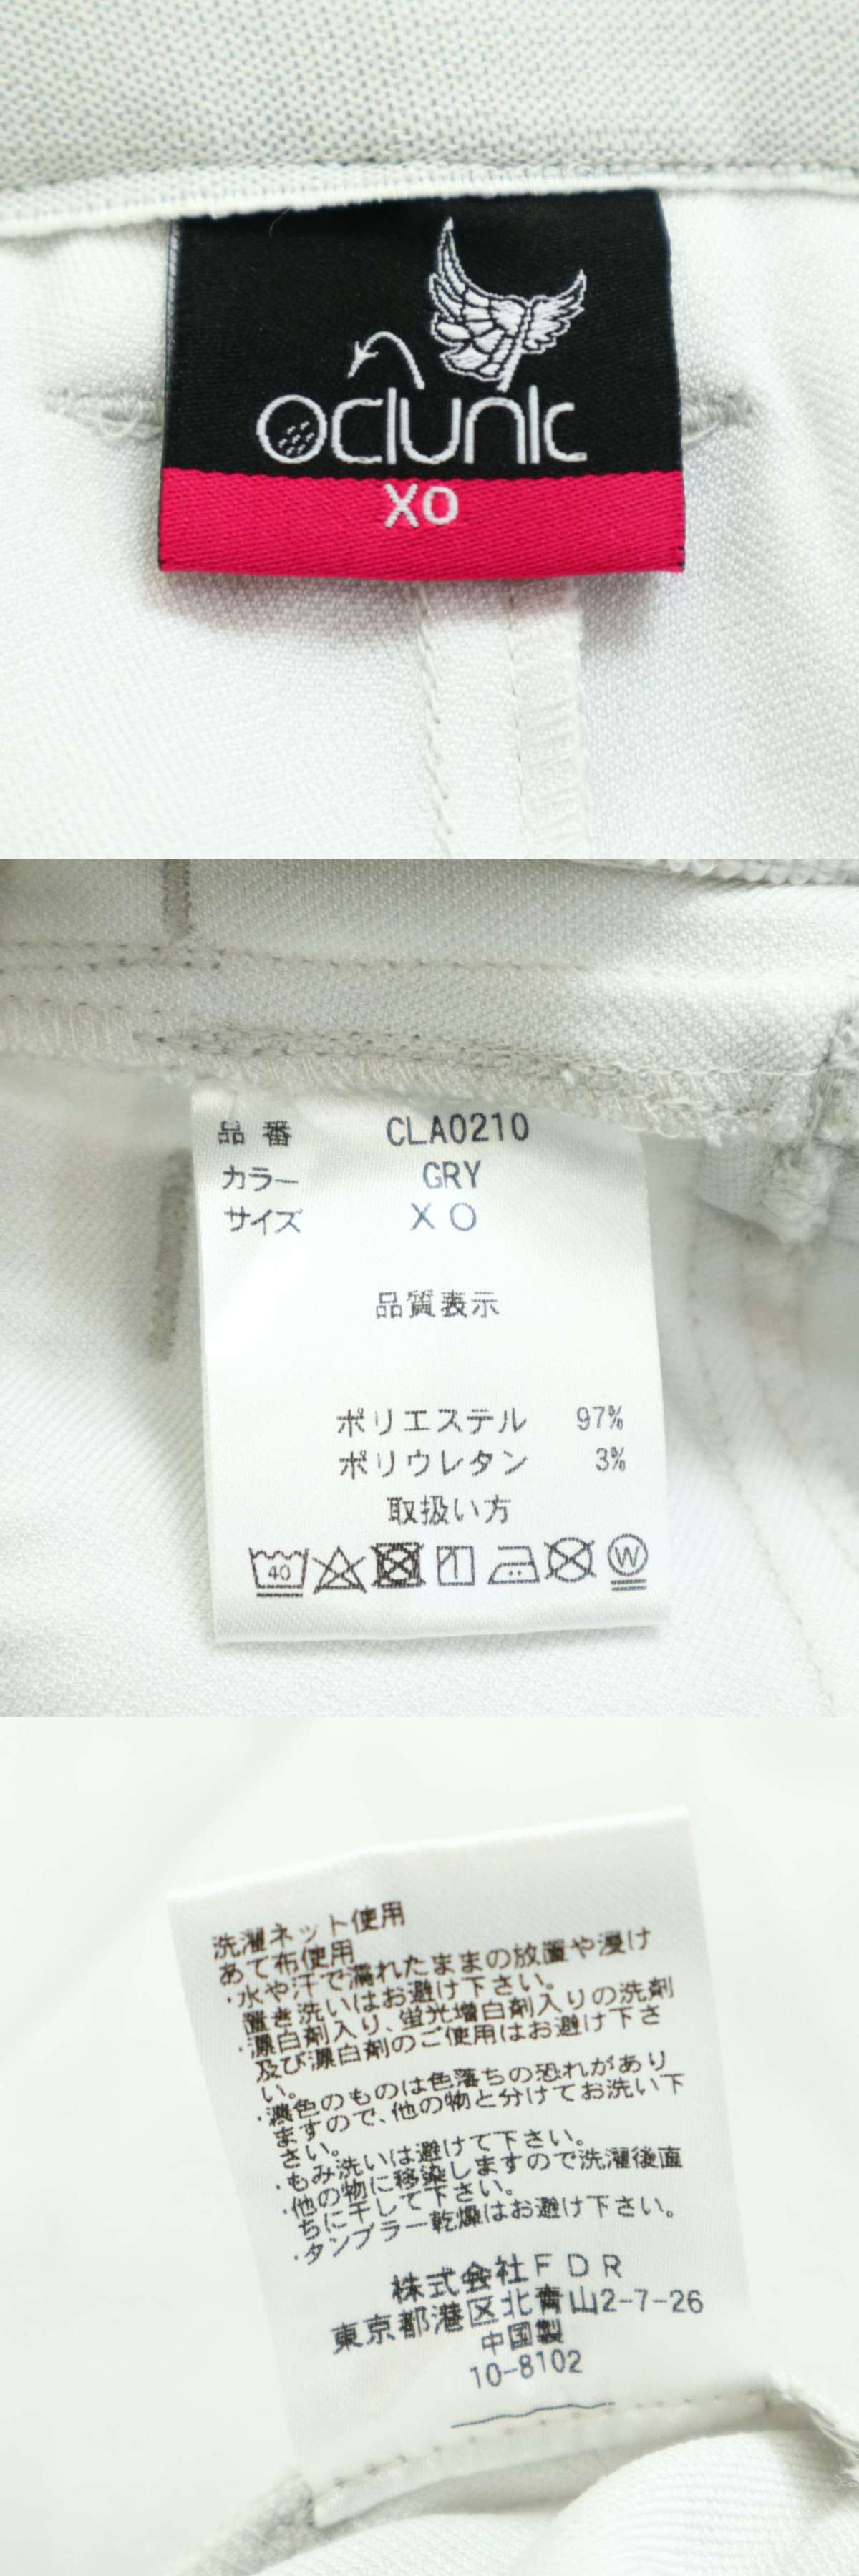 Oclunk
XO
品番 CLA0210
カラー GRY
サイズ XO
品質表示
ポリエステル 97%
ポリウレタン 3%
取扱い方
40
W
洗濯ネット使用
あて布使用
・水や汗で濡れたままの放置や浸け
置き洗いはお避け下さい。
・漂白剤入り、蛍光増白剤入りの洗剤
及び漂白剤のご使用はお避け下さ
い。
・濃色のものは色落ちの恐れがあり
ますので、他の物と分けてお洗い下
さい。
・もみ洗いは避けて下さい。
・他の物に移染しますので洗濯後直
ちに干して下さい。
・タンブラー乾燥はお避け下さい。
株式会社FDR
東京都港区北青山2-7-26
中国製
10-8102